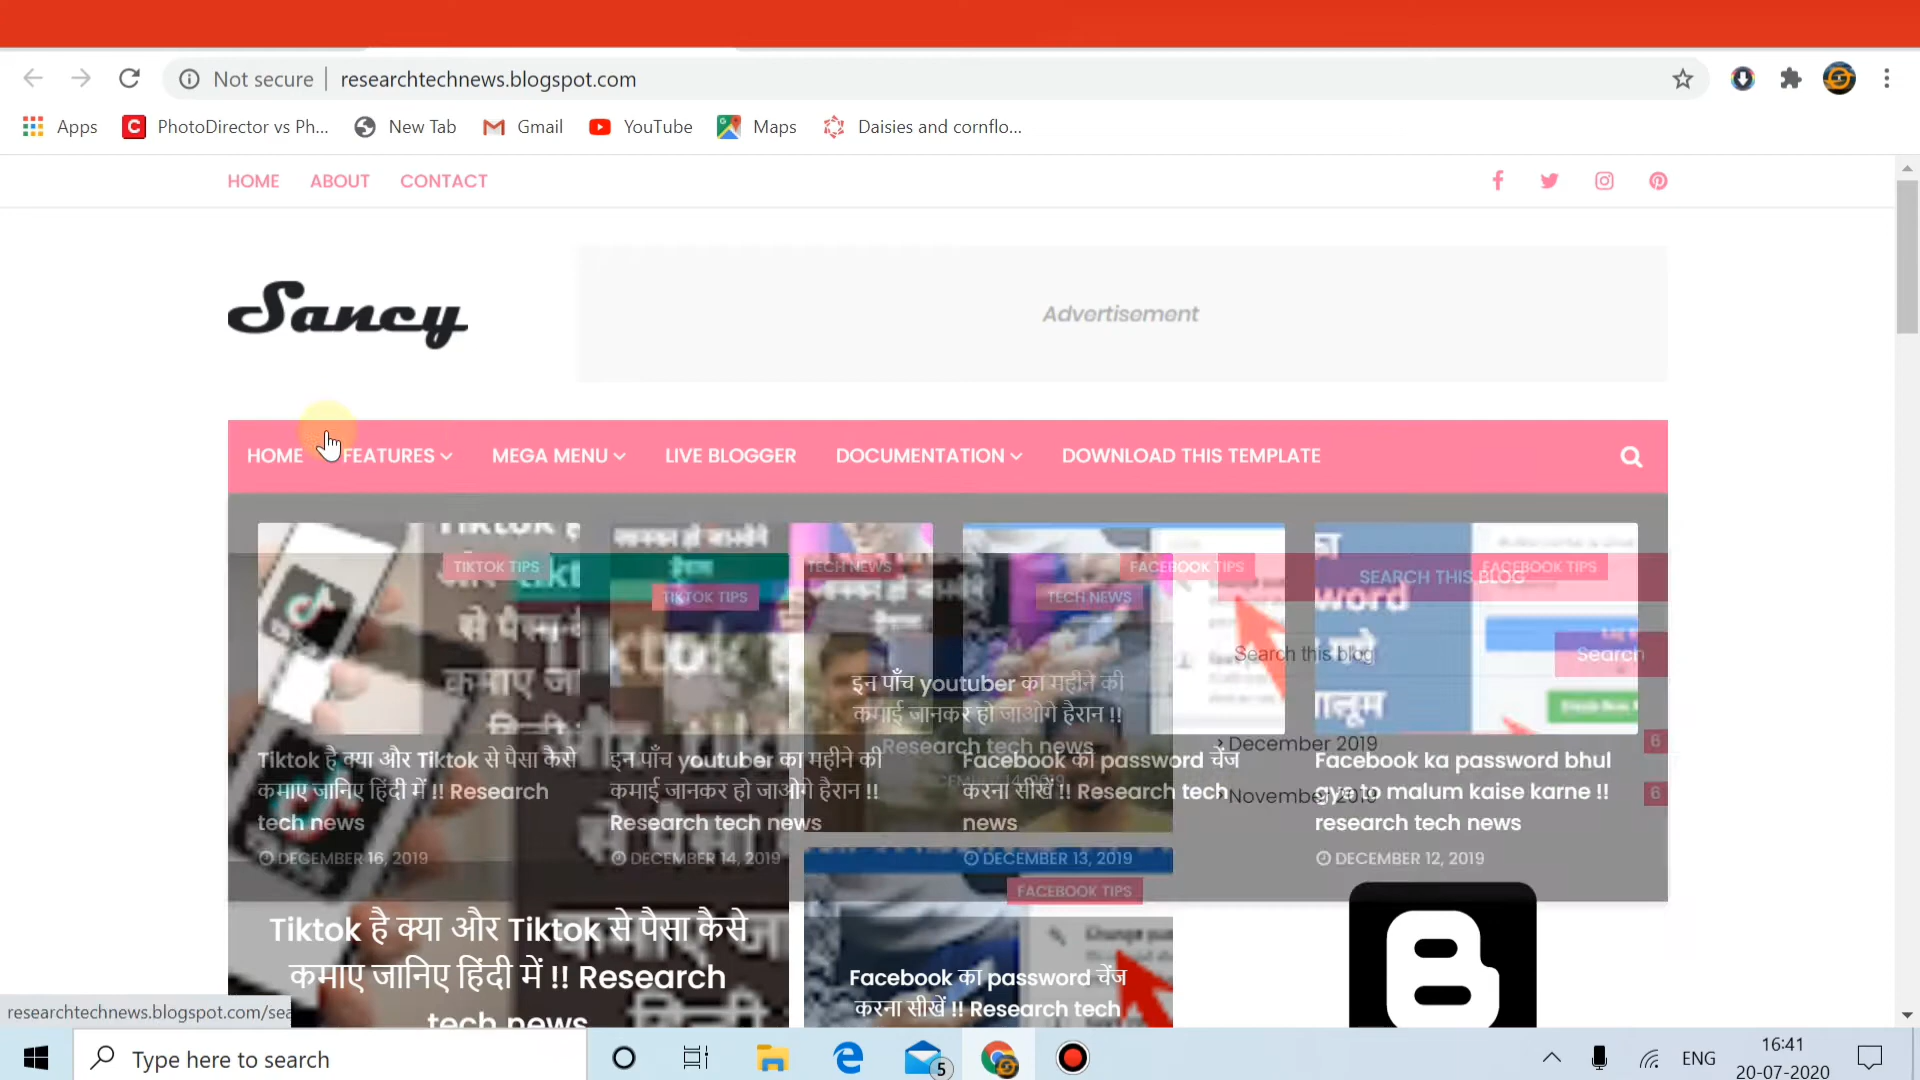 Not secure | researchtechnews.blogspot.com
Apps PhotoDirector vs Ph... New Tab Gmail YouTube Maps Daisies and cornflo...
HOME ABOUT CONTACT
Sancy
Advertisement
HOME FEATURES MEGA MENU LIVE BLOGGER DOCUMENTATION DOWNLOAD THIS TEMPLATE
TIKTOK TIPS TECH NEWS FACEBOOK TIPS FACEBOOK TIPS
SEARCH THIS BLOG
TIKTOK TIPS TECH NEWS
Search this blog Search
इन पाँच youtuber का महीने की
कमाई जानकर हो जाओगे हैरान !!
Research tech news
December 2019 6
November 2019 6
Tiktok है क्या और Tiktok से पैसा कैसे
कमाए जानिए हिंदी में !! Research
tech news
DECEMBER 16, 2019
इन पाँच youtuber का महीने की
कमाई जानकर हो जाओगे हैरान !!
Research tech news
DECEMBER 14, 2019
Facebook का password चेंज
करना सीखें !! Research tech
news
DECEMBER 13, 2019
Facebook ka password bhul
gye to malum kaise karne !!
research tech news
DECEMBER 12, 2019
FACEBOOK TIPS
Tiktok है क्या और Tiktok से पैसा कैसे
कमाए जानिए हिंदी में !! Research
tech news
Facebook का password चेंज
करना सीखें !! Research tech
researchtechnews.blogspot.com/sea
Type here to search
5
ENG
16:41
20-07-2020